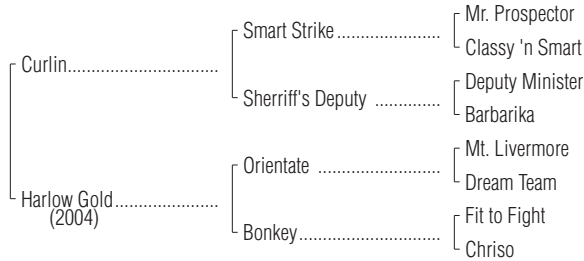 Mr. Prospector
Smart Strike
Classy 'n Smart
Curlin
Deputy Minister
Sherriff's Deputy
Barbarika
Mt. Livermore
Orientate
Dream Team
Harlow Gold
(2004)
Fit to Fight
Bonkey
Chriso